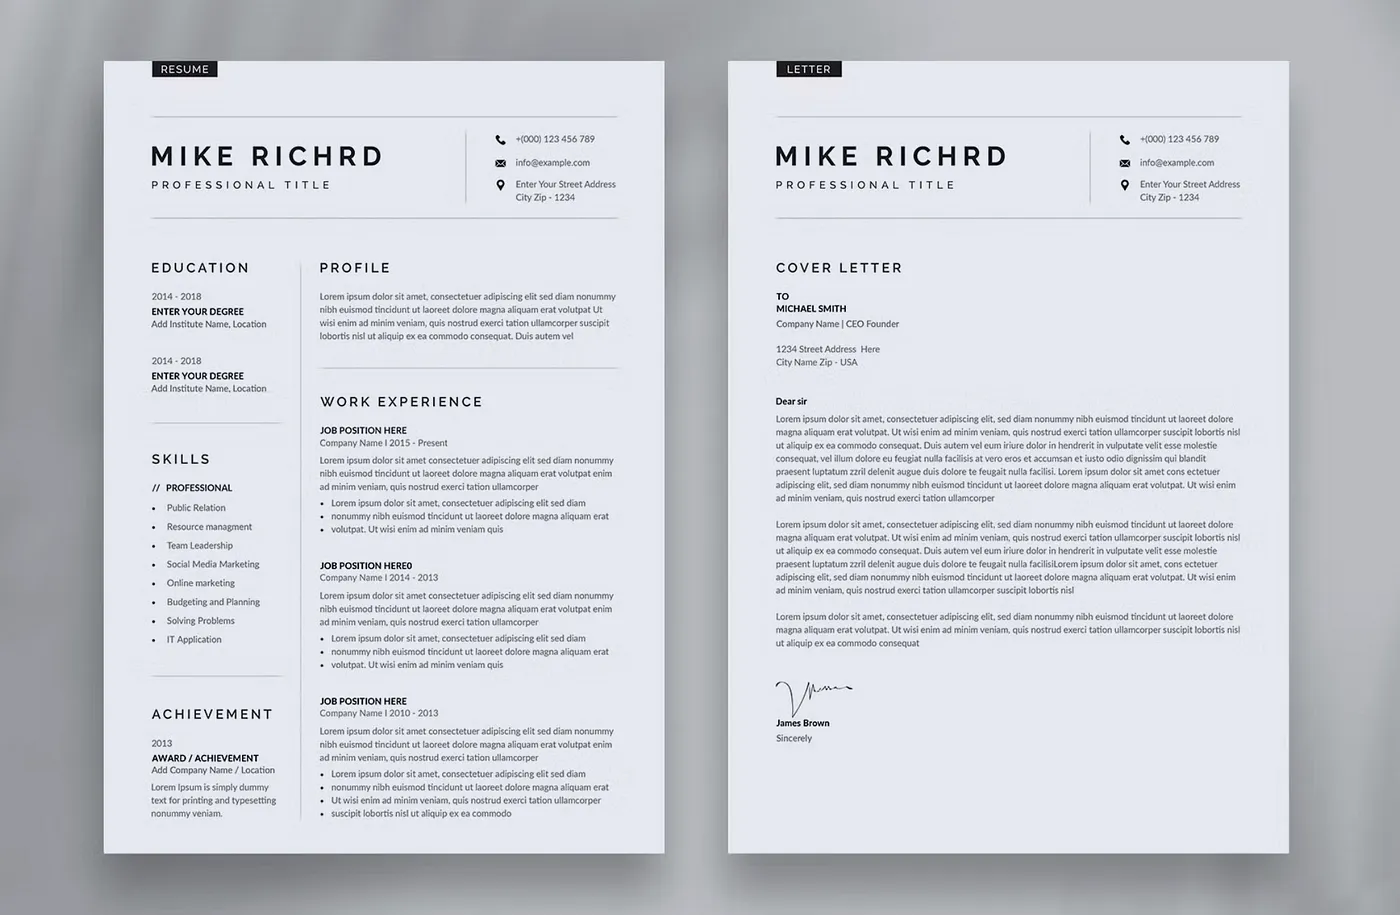 RESUME
MIKE RICHRD
PROFESSIONAL TITLE
+(000) 123 456 789
info@example.com
Enter Your Street Address
City Zip - 1234
EDUCATION
2014 - 2018
ENTER YOUR DEGREE
Add Institute Name, Location
2014 - 2018
ENTER YOUR DEGREE
Add Institute Name, Location
SKILLS
// PROFESSIONAL
• Public Relation
• Resource managment
• Team Leadership
• Social Media Marketing
• Online marketing
• Budgeting and Planning
• Solving Problems
• IT Application
ACHIEVEMENT
2013
AWARD / ACHIEVEMENT
Add Company Name / Location
Lorem Ipsum is simply dummy
text for printing and typesetting
nonummy veniam.
PROFILE
Lorem ipsum dolor sit amet, consectetuer adipiscing elit sed diam nonummy
nibh euismod tincidunt ut laoreet dolore magna aliquam erat volutpat Ut
wisi enim ad minim veniam, quis nostrud exerci tation ullamcorper suscipit
lobortis nisl ut aliquip ex ea commodo consequat. Duis autem vel
WORK EXPERIENCE
JOB POSITION HERE
Company Name I 2015 - Present
Lorem ipsum dolor sit amet, consectetuer adipiscing elit sed diam nonummy
nibh euismod tincidunt ut laoreet dolore magna aliquam erat volutpat enim
ad minim veniam, quis nostrud exerci tation ullamcorper
• Lorem ipsum dolor sit amet, consectetuer adipiscing elit sed diam
• nonummy nibh euismod tincidunt ut laoreet dolore magna aliquam erat
• volutpat. Ut wisi enim ad minim veniam quis
JOB POSITION HERE0
Company Name I 2014 - 2013
Lorem ipsum dolor sit amet, consectetuer adipiscing elit sed diam nonummy
nibh euismod tincidunt ut laoreet dolore magna aliquam erat volutpat enim
ad minim veniam, quis nostrud exerci tation ullamcorper
• Lorem ipsum dolor sit amet, consectetuer adipiscing elit sed diam
• nonummy nibh euismod tincidunt ut laoreet dolore magna aliquam erat
• volutpat. Ut wisi enim ad minim veniam quis
JOB POSITION HERE
Company Name I 2010 - 2013
Lorem ipsum dolor sit amet, consectetuer adipiscing elit sed diam nonummy
nibh euismod tincidunt ut laoreet dolore magna aliquam erat volutpat enim
ad minim veniam, quis nostrud exerci tation ullamcorper
• Lorem ipsum dolor sit amet, consectetuer adipiscing elit sed diam
• nonummy nibh euismod tincidunt ut laoreet dolore magna aliquam erat
• Ut wisi enim ad minim veniam, quis nostrud exerci tation ullamcorper
• suscipit lobortis nisl ut aliquip ex ea commodo
LETTER
MIKE RICHRD
PROFESSIONAL TITLE
+(000) 123 456 789
info@example.com
Enter Your Street Address
City Zip - 1234
COVER LETTER
TO
MICHAEL SMITH
Company Name | CEO Founder
1234 Street Address Here
City Name Zip - USA
Dear sir
Lorem ipsum dolor sit amet, consectetuer adipiscing elit, sed diam nonummy nibh euismod tincidunt ut laoreet dolore
magna aliquam erat volutpat. Ut wisi enim ad minim veniam, quis nostrud exerci tation ullamcorper suscipit lobortis nisl
ut aliquip ex ea commodo consequat. Duis autem vel eum iriure dolor in hendrerit in vulputate velit esse molestie
consequat, vel illum dolore eu feugiat nulla facilisis at vero eros et accumsan et iusto odio dignissim qui blandit
praesent luptatum zzril delenit augue duis dolore te feugait nulla facilisi. Lorem ipsum dolor sit amet, cons ectetuer
adipiscing elit, sed diam nonummy nibh euismod tincidunt ut laoreet dolore magna aliquam erat volutpat. Ut wisi enim
ad minim veniam, quis nostrud exerci tation ullamcorper
Lorem ipsum dolor sit amet, consectetuer adipiscing elit, sed diam nonummy nibh euismod tincidunt ut laoreet dolore
magna aliquam erat volutpat. Ut wisi enim ad minim veniam, quis nostrud exerci tation ullamcorper suscipit lobortis nisl
ut aliquip ex ea commodo consequat. Duis autem vel eum iriure dolor in hendrerit in vulputate velit esse molestie
praesent luptatum zzril delenit augue duis dolore te feugait nulla facilisiLorem ipsum dolor sit amet, cons ectetuer
adipiscing elit, sed diam nonummy nibh euismod tincidunt ut laoreet dolore magna aliquam erat volutpat. Ut wisi enim
ad minim veniam, quis nostrud exerci tation ullamcorper suscipit lobortis nisl
Lorem ipsum dolor sit amet, consectetuer adipiscing elit, sed diam nonummy nibh euismod tincidunt ut laoreet dolore
magna aliquam erat volutpat. Ut wisi enim ad minim veniam, quis nostrud exerci tation ullamcorper suscipit lobortis nisl
ut aliquip ex ea commodo consequat
James Brown
Sincerely